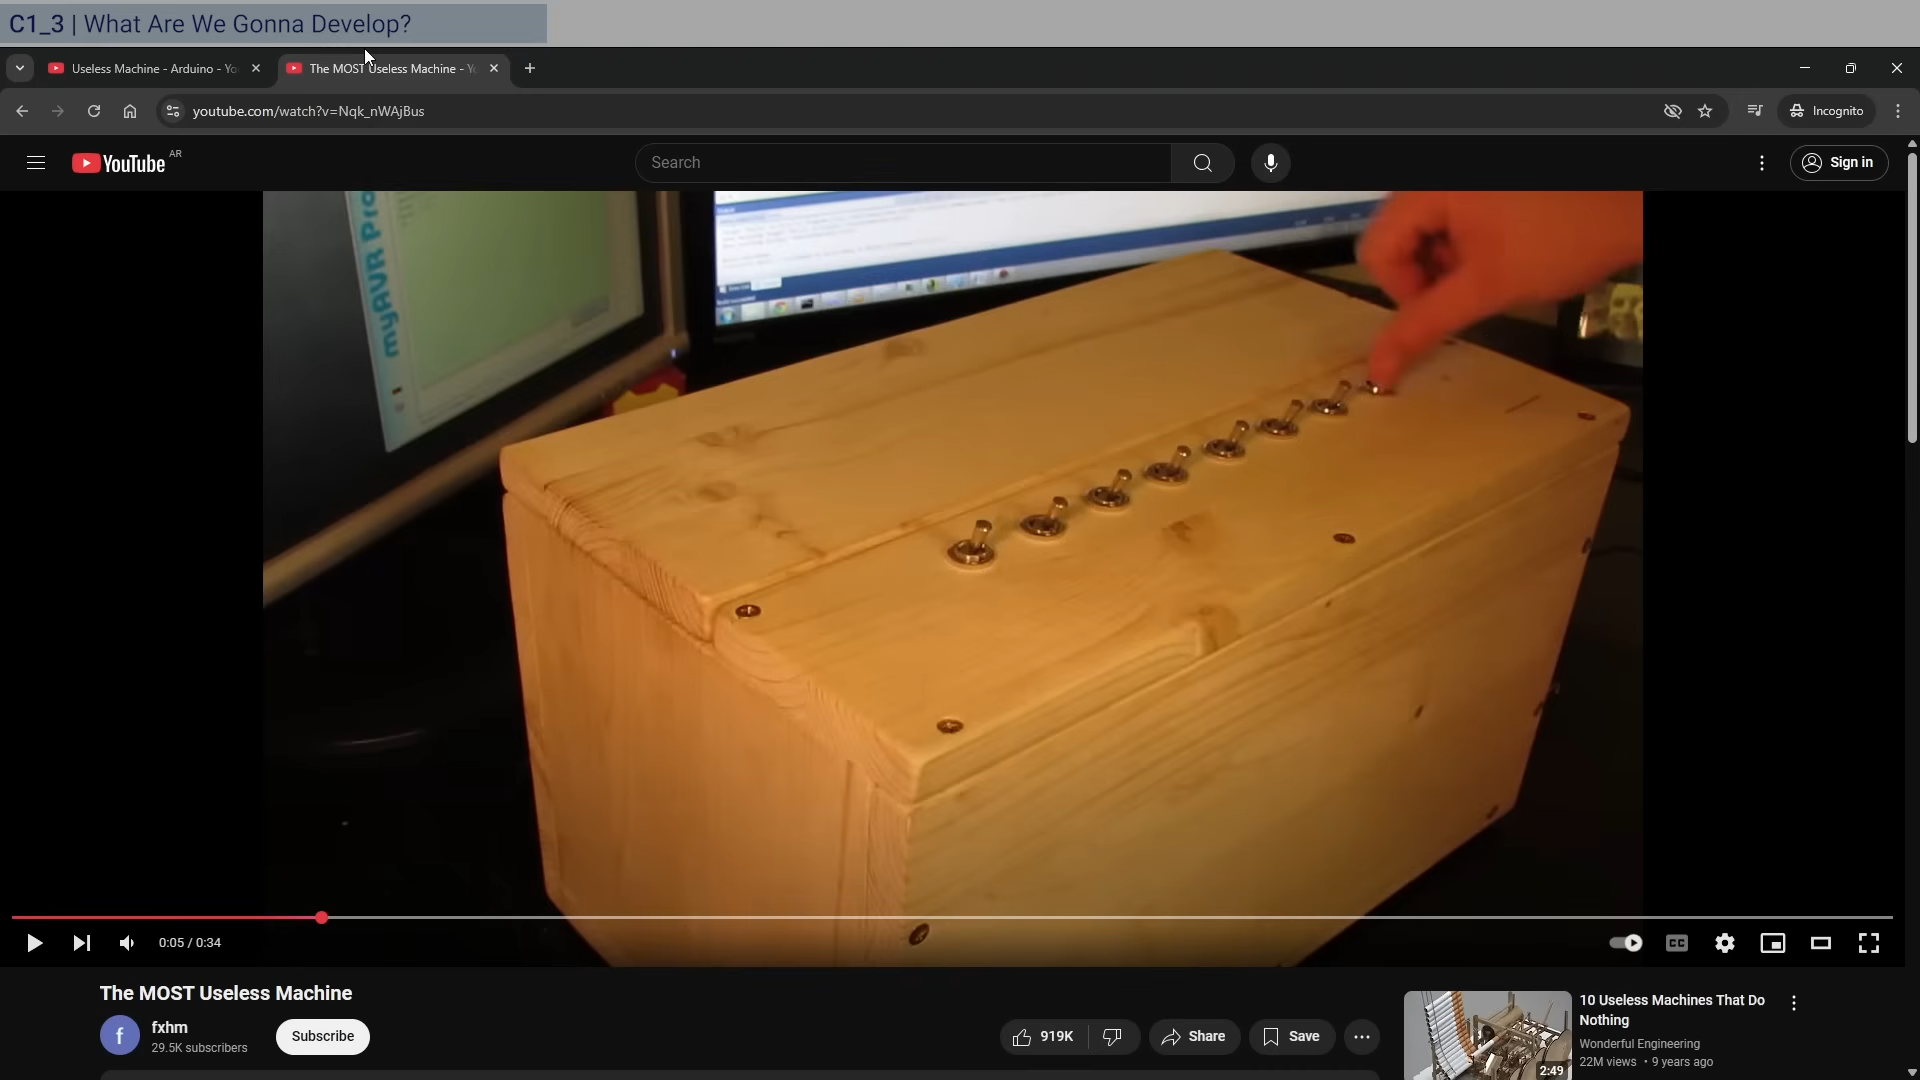 C1_3 | What Are We Gonna Develop?
Useless Machine - Arduino - Yo
The MOST Useless Machine - Y
youtube.com/watch?v=Nqk_nWAjBus
Incognito
YouTube AR
Search
Sign in
myAVR Pro
0:05 / 0:34
CC
The MOST Useless Machine
f
fxhm
29.5K subscribers
Subscribe
919K
Share
Save
10 Useless Machines That Do
Nothing
Wonderful Engineering
22M views • 9 years ago
2:49